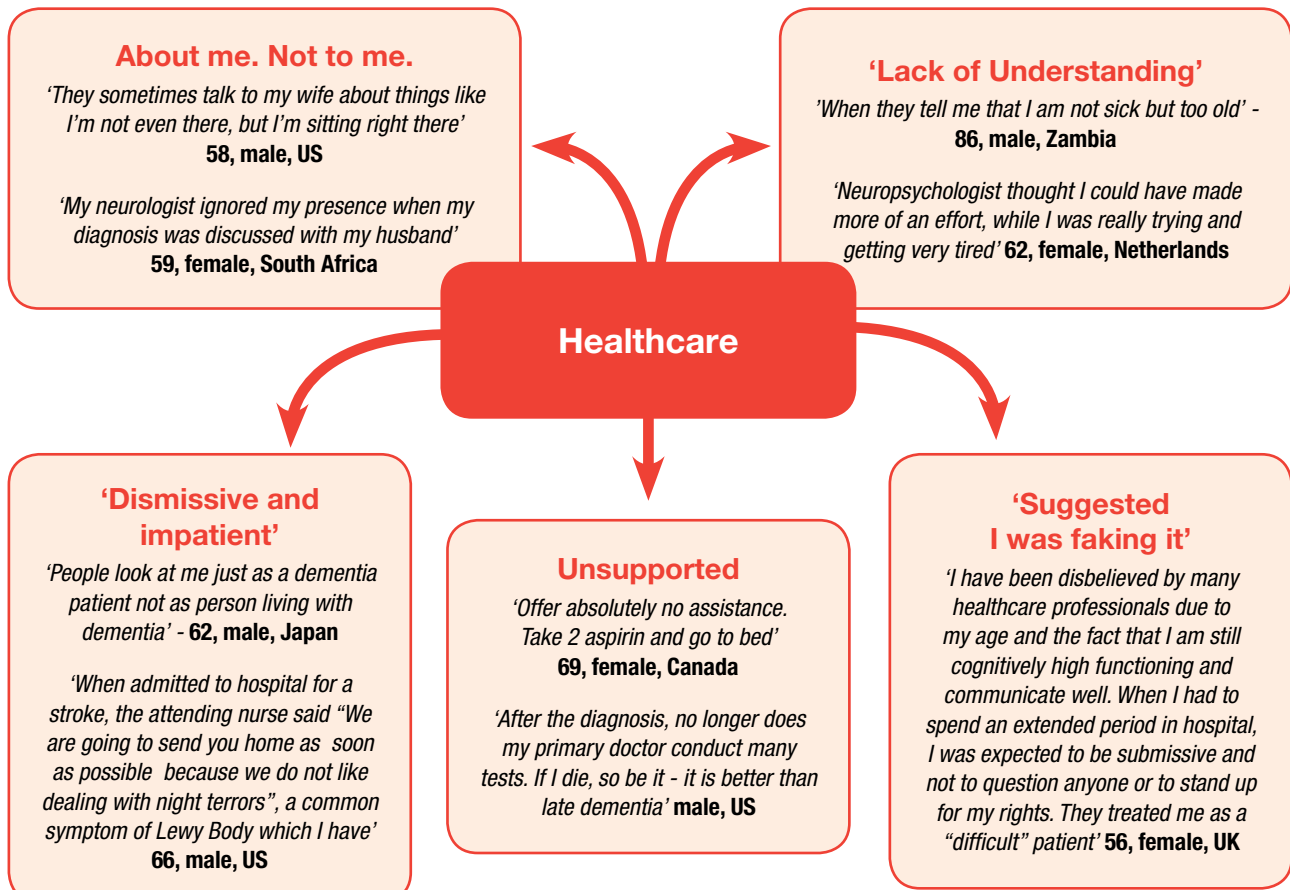 About me. Not to me.
‘They sometimes talk to my wife about things like
I’m not even there, but I’m sitting right there’
58, male, US
‘My neurologist ignored my presence when my
diagnosis was discussed with my husband’
59, female, South Africa
‘Lack of Understanding’
’When they tell me that I am not sick but too old’ -
86, male, Zambia
‘Neuropsychologist thought I could have made
more of an effort, while I was really trying and
getting very tired’ 62, female, Netherlands
Healthcare
‘Dismissive and
impatient’
‘People look at me just as a dementia
patient not as person living with
dementia’ - 62, male, Japan
‘When admitted to hospital for a
stroke, the attending nurse said “We
are going to send you home as soon
as possible because we do not like
dealing with night terrors”, a common
symptom of Lewy Body which I have’
66, male, US
Unsupported
‘Offer absolutely no assistance.
Take 2 aspirin and go to bed’
69, female, Canada
‘After the diagnosis, no longer does
my primary doctor conduct many
tests. If I die, so be it - it is better than
late dementia’ male, US
‘Suggested
I was faking it’
‘I have been disbelieved by many
healthcare professionals due to
my age and the fact that I am still
cognitively high functioning and
communicate well. When I had to
spend an extended period in hospital,
I was expected to be submissive and
not to question anyone or to stand up
for my rights. They treated me as a
“difficult” patient’ 56, female, UK